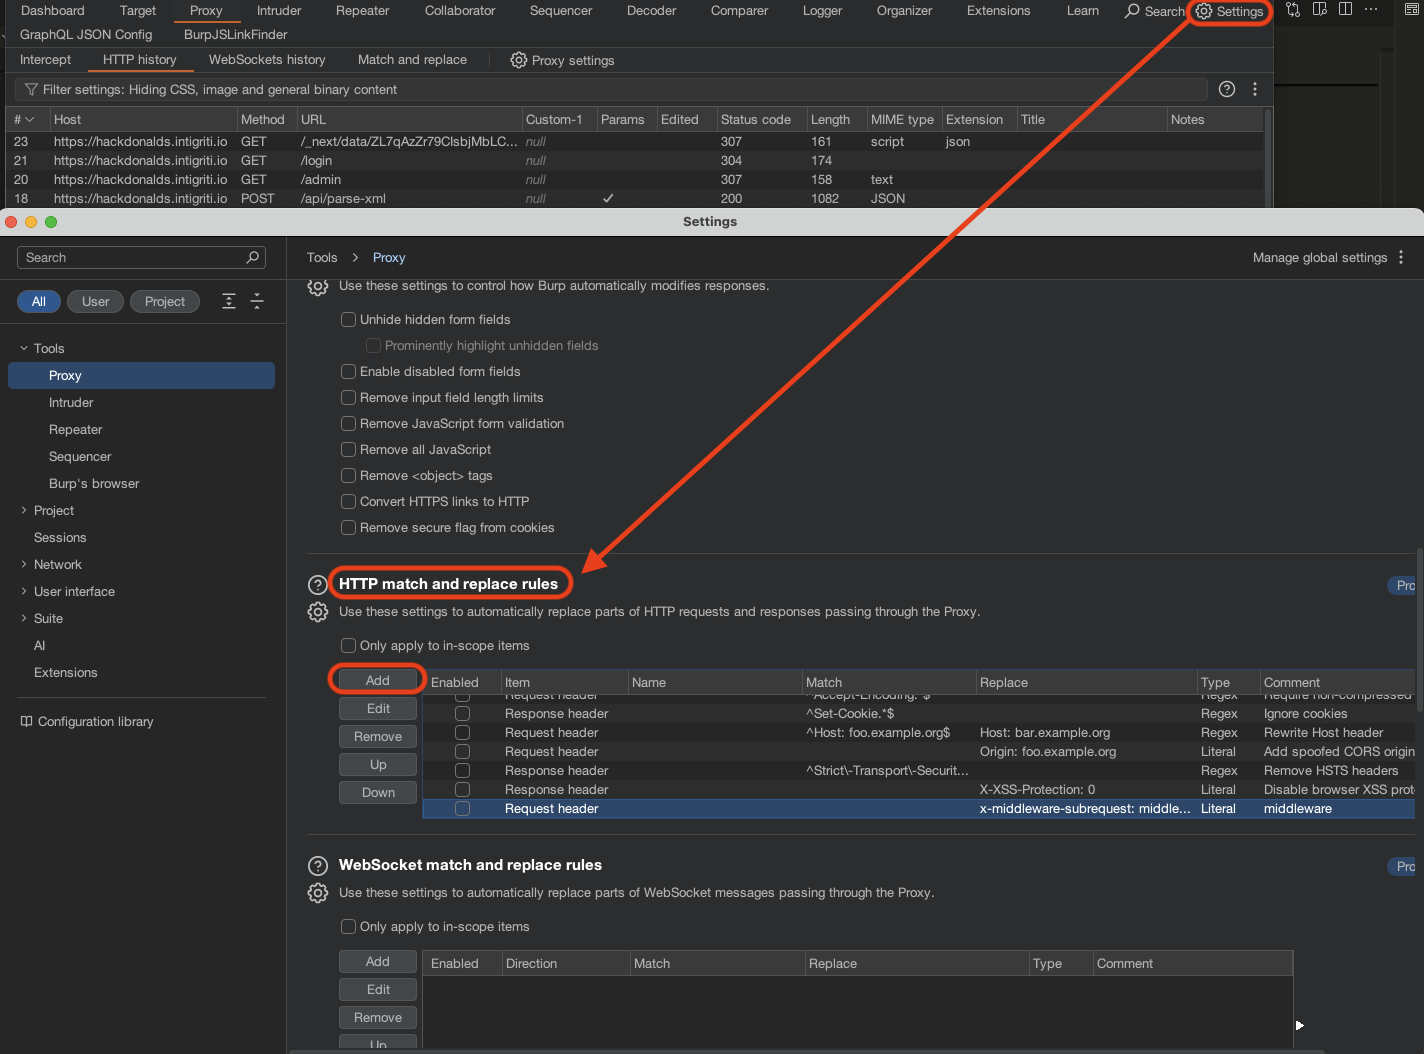 Dashboard Target Proxy Intruder Repeater Collaborator Sequencer Decoder Comparer Logger Organizer Extensions Learn Search Settings
GraphQL JSON Config BurpJSLinkFinder
Intercept HTTP history WebSockets history Match and replace Proxy settings
Filter settings: Hiding CSS, image and general binary content
# Host Method URL Custom-1 Params Edited Status code Length MIME type Extension Title Notes
23 https://hackdonalds.intigriti.io GET /_next/data/ZL7qAzZr79ClsbjMbLC... null 307 161 script json
21 https://hackdonalds.intigriti.io GET /login null 304 174
20 https://hackdonalds.intigriti.io GET /admin null 307 158 text
18 https://hackdonalds.intigriti.io POST /api/parse-xml null ✓ 200 1082 JSON
Settings
Search
All User Project
Tools
Proxy
Intruder
Repeater
Sequencer
Burp's browser
Project
Sessions
Network
User interface
Suite
AI
Extensions
Configuration library
Tools > Proxy Manage global settings
Use these settings to control how Burp automatically modifies responses.
Unhide hidden form fields
Prominently highlight unhidden fields
Enable disabled form fields
Remove input field length limits
Remove JavaScript form validation
Remove all JavaScript
Remove <object> tags
Convert HTTPS links to HTTP
Remove secure flag from cookies
HTTP match and replace rules Pro
Use these settings to automatically replace parts of HTTP requests and responses passing through the Proxy.
Only apply to in-scope items
Add
Edit
Remove
Up
Down
Enabled Item Name Match Replace Type Comment
Request header ^Accept-Encoding.*$ Regex Require non-compressed
Response header ^Set-Cookie.*$ Regex Ignore cookies
Request header ^Host: foo.example.org$ Host: bar.example.org Regex Rewrite Host header
Request header Origin: foo.example.org Literal Add spoofed CORS origin
Response header ^Strict\-Transport\-Securit... Regex Remove HSTS headers
Response header X-XSS-Protection: 0 Literal Disable browser XSS prot
Request header x-middleware-subrequest: middle... Literal middleware
WebSocket match and replace rules Pro
Use these settings to automatically replace parts of WebSocket messages passing through the Proxy.
Only apply to in-scope items
Add
Edit
Remove
Up
Enabled Direction Match Replace Type Comment